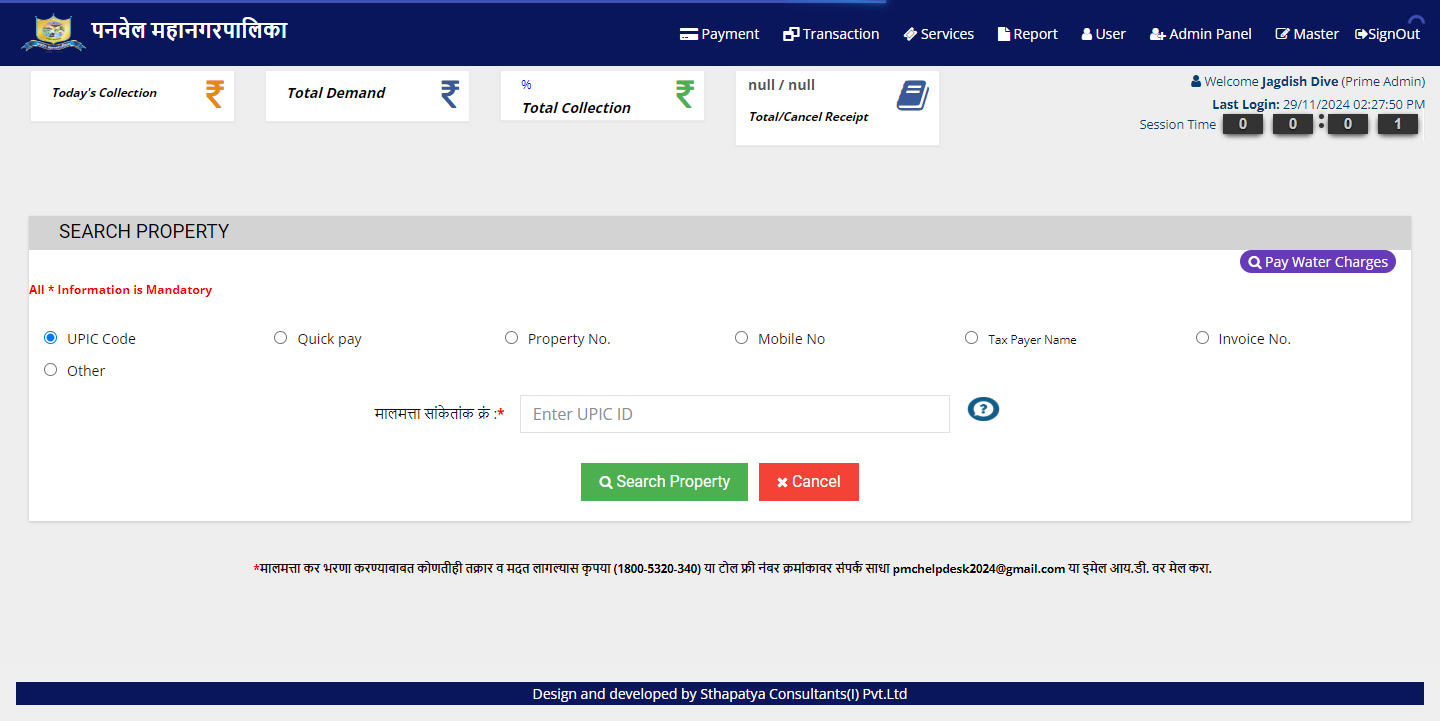 पनवेल महानगरपालिका
Payment Transaction Services Report User Admin Panel Master SignOut
Today's Collection
Total Demand
%
Total Collection
null / null
Total/Cancel Receipt
Welcome Jagdish Dive (Prime Admin)
Last Login: 29/11/2024 02:27:50 PM
Session Time 0 0 : 0 1
SEARCH PROPERTY
Pay Water Charges
All * Information is Mandatory
UPIC Code Quick pay Property No. Mobile No Tax Payer Name Invoice No.
Other
मालमत्ता सांकेतांक क्रं :* Enter UPIC ID
Search Property Cancel
*मालमत्ता कर भरणा करण्याबाबत कोणतीही तक्रार व मदत लागल्यास कृपया (1800-5320-340) या टोल फ्री नंबर क्रमांकावर संपर्क साधा pmchelpdesk2024@gmail.com या इमेल आय.डी. वर मेल करा.
Design and developed by Sthapatya Consultants(I) Pvt.Ltd